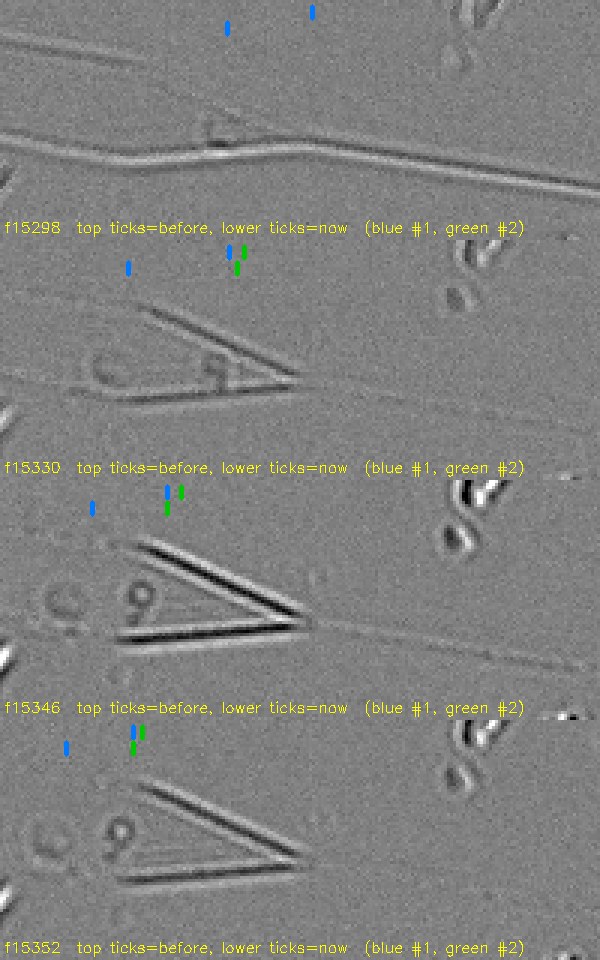 f15298 top ticks=before, lower ticks=now (blue #1, green #2)
f15330 top ticks=before, lower ticks=now (blue #1, green #2)
f15346 top ticks=before, lower ticks=now (blue #1, green #2)
f15352 top ticks=before, lower ticks=now (blue #1, green #2)